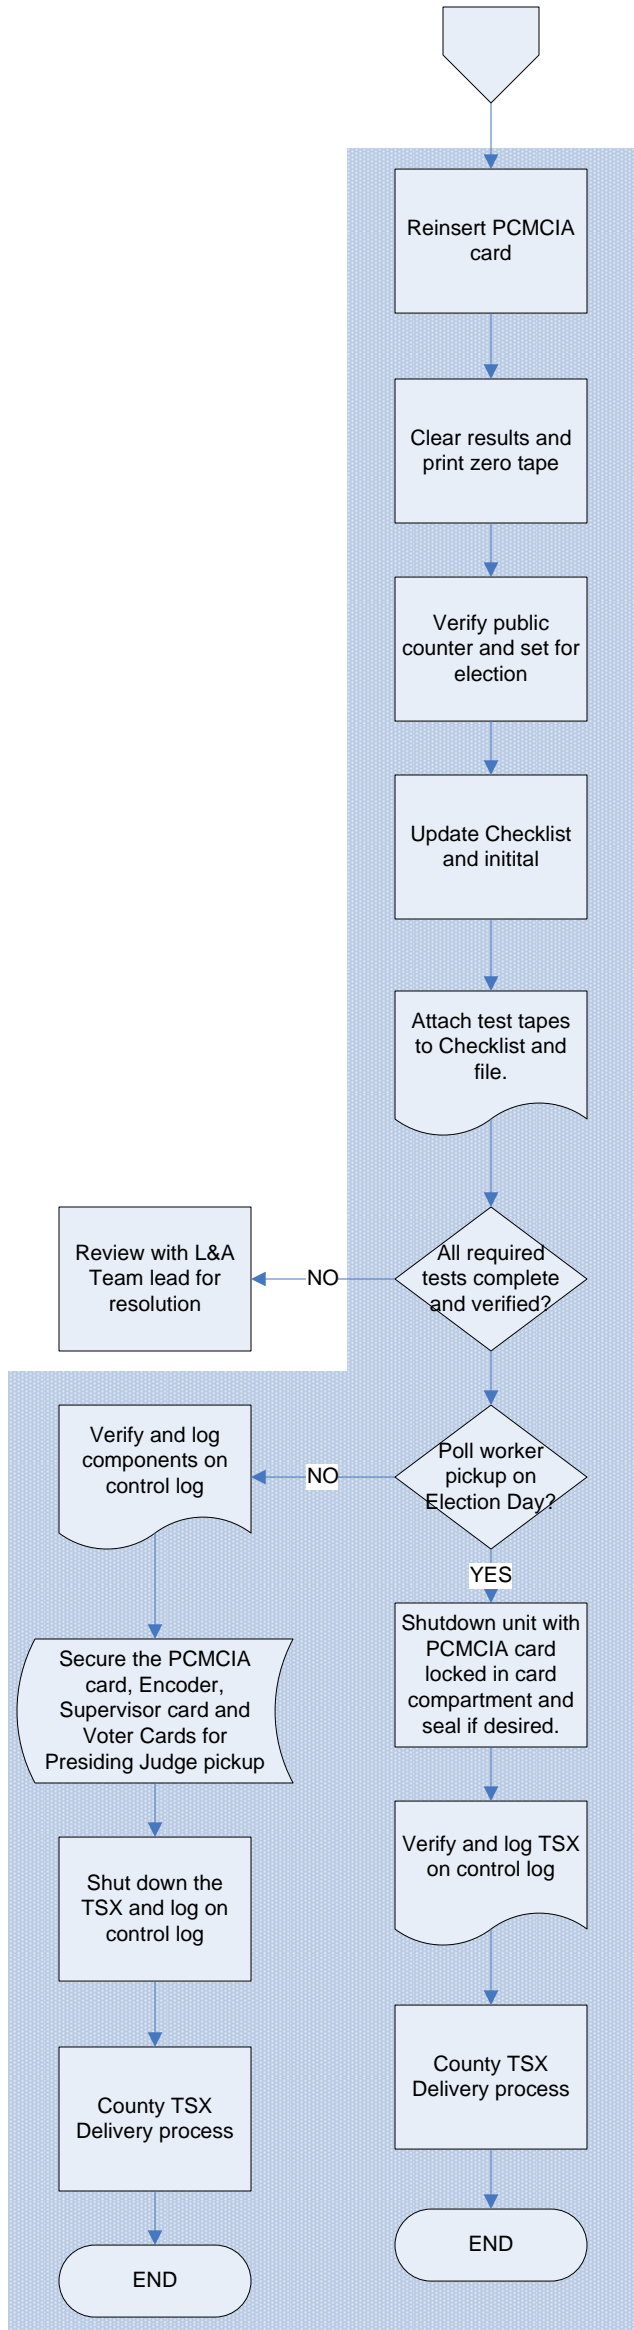 Reinsert PCMCIA
card
Clear results and
print zero tape
Verify public
counter and set for
election
Update Checklist
and initital
Attach test tapes
to Checklist and
file.
All required
tests complete
and verified?
NO
Review with L&A
Team lead for
resolution
Poll worker
pickup on
Election Day?
NO
Verify and log
components on
control log
Secure the PCMCIA
card, Encoder,
Supervisor card and
Voter Cards for
Presiding Judge pickup
Shut down the
TSX and log on
control log
County TSX
Delivery process
END
YES
Shutdown unit with
PCMCIA card
locked in card
compartment and
seal if desired.
Verify and log TSX
on control log
County TSX
Delivery process
END